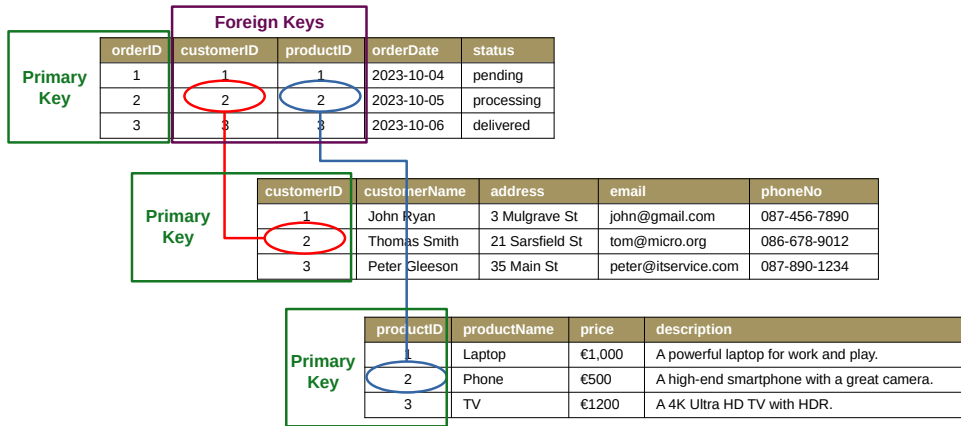 Foreign Keys
orderID customerID productID orderDate status
Primary Key
1 1 1 2023-10-04 pending
2 2 2 2023-10-05 processing
3 3 3 2023-10-06 delivered
customerID customerName address email phoneNo
Primary Key
1 John Ryan 3 Mulgrave St john@gmail.com 087-456-7890
2 Thomas Smith 21 Sarsfield St tom@micro.org 086-678-9012
3 Peter Gleeson 35 Main St peter@itservice.com 087-890-1234
productID productName price description
Primary Key
1 Laptop €1,000 A powerful laptop for work and play.
2 Phone €500 A high-end smartphone with a great camera.
3 TV €1200 A 4K Ultra HD TV with HDR.